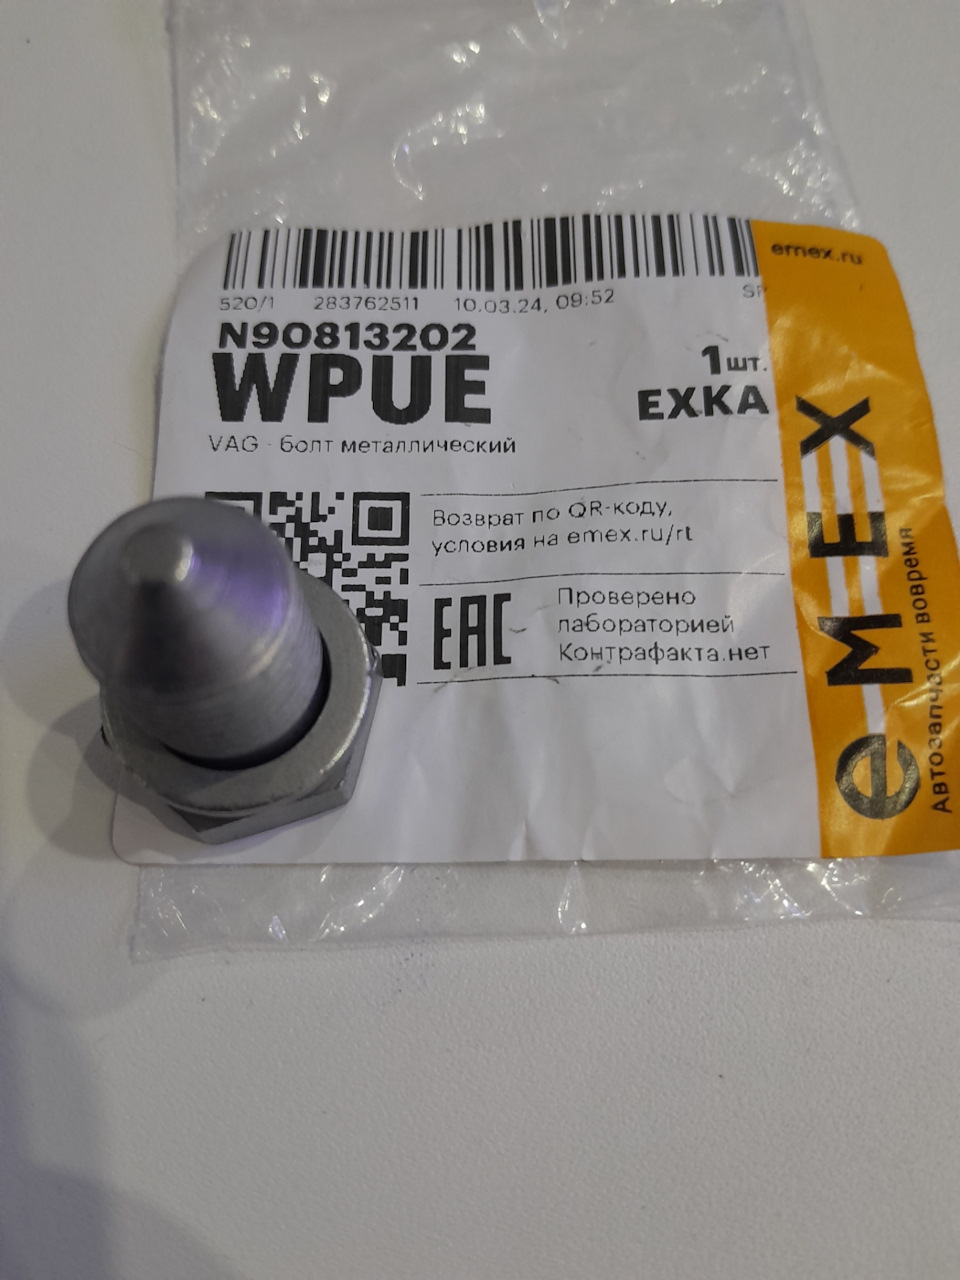 emex.ru
520/1 283762511 10.03.24, 09:52
N90813202
WPUE
1шт.
EXKA
VAG - болт металлический
Возврат по QR-коду,
условия на emex.ru/rt
EAC
Проверено
лабораторией
Контрафакта.нет
eMEX
Автозапчасти вовремя